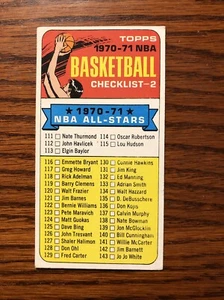 TOPPS
1970-71 NBA
BASKETBALL
CHECKLIST-2
1970-71
NBA ALL-STARS
111 Nate Thurmond 114 Oscar Robertson
112 John Havlicek 115 Lou Hudson
113 Elgin Baylor
116 Emmette Bryant 130 Connie Hawkins
117 Greg Howard 131 Jim King
118 Rick Adelman 132 Ed Manning
119 Barry Clemens 133 Adrian Smith
120 Walt Frazier 134 Walt Hazzard
121 Jim Barnes 135 D. DeBusschere
122 Bernie Williams 136 Don Kojis
123 Pete Maravich 137 Calvin Murphy
124 Matt Guokas 138 Nate Bowman
125 Dave Bing 139 Jon McGlocklin
126 John Tresvant 140 Bill Cunningham
127 Shaler Halimon 141 Willie McCarter
128 Don Ohl 142 Jim Barnett
129 Fred Carter 143 Jo Jo White